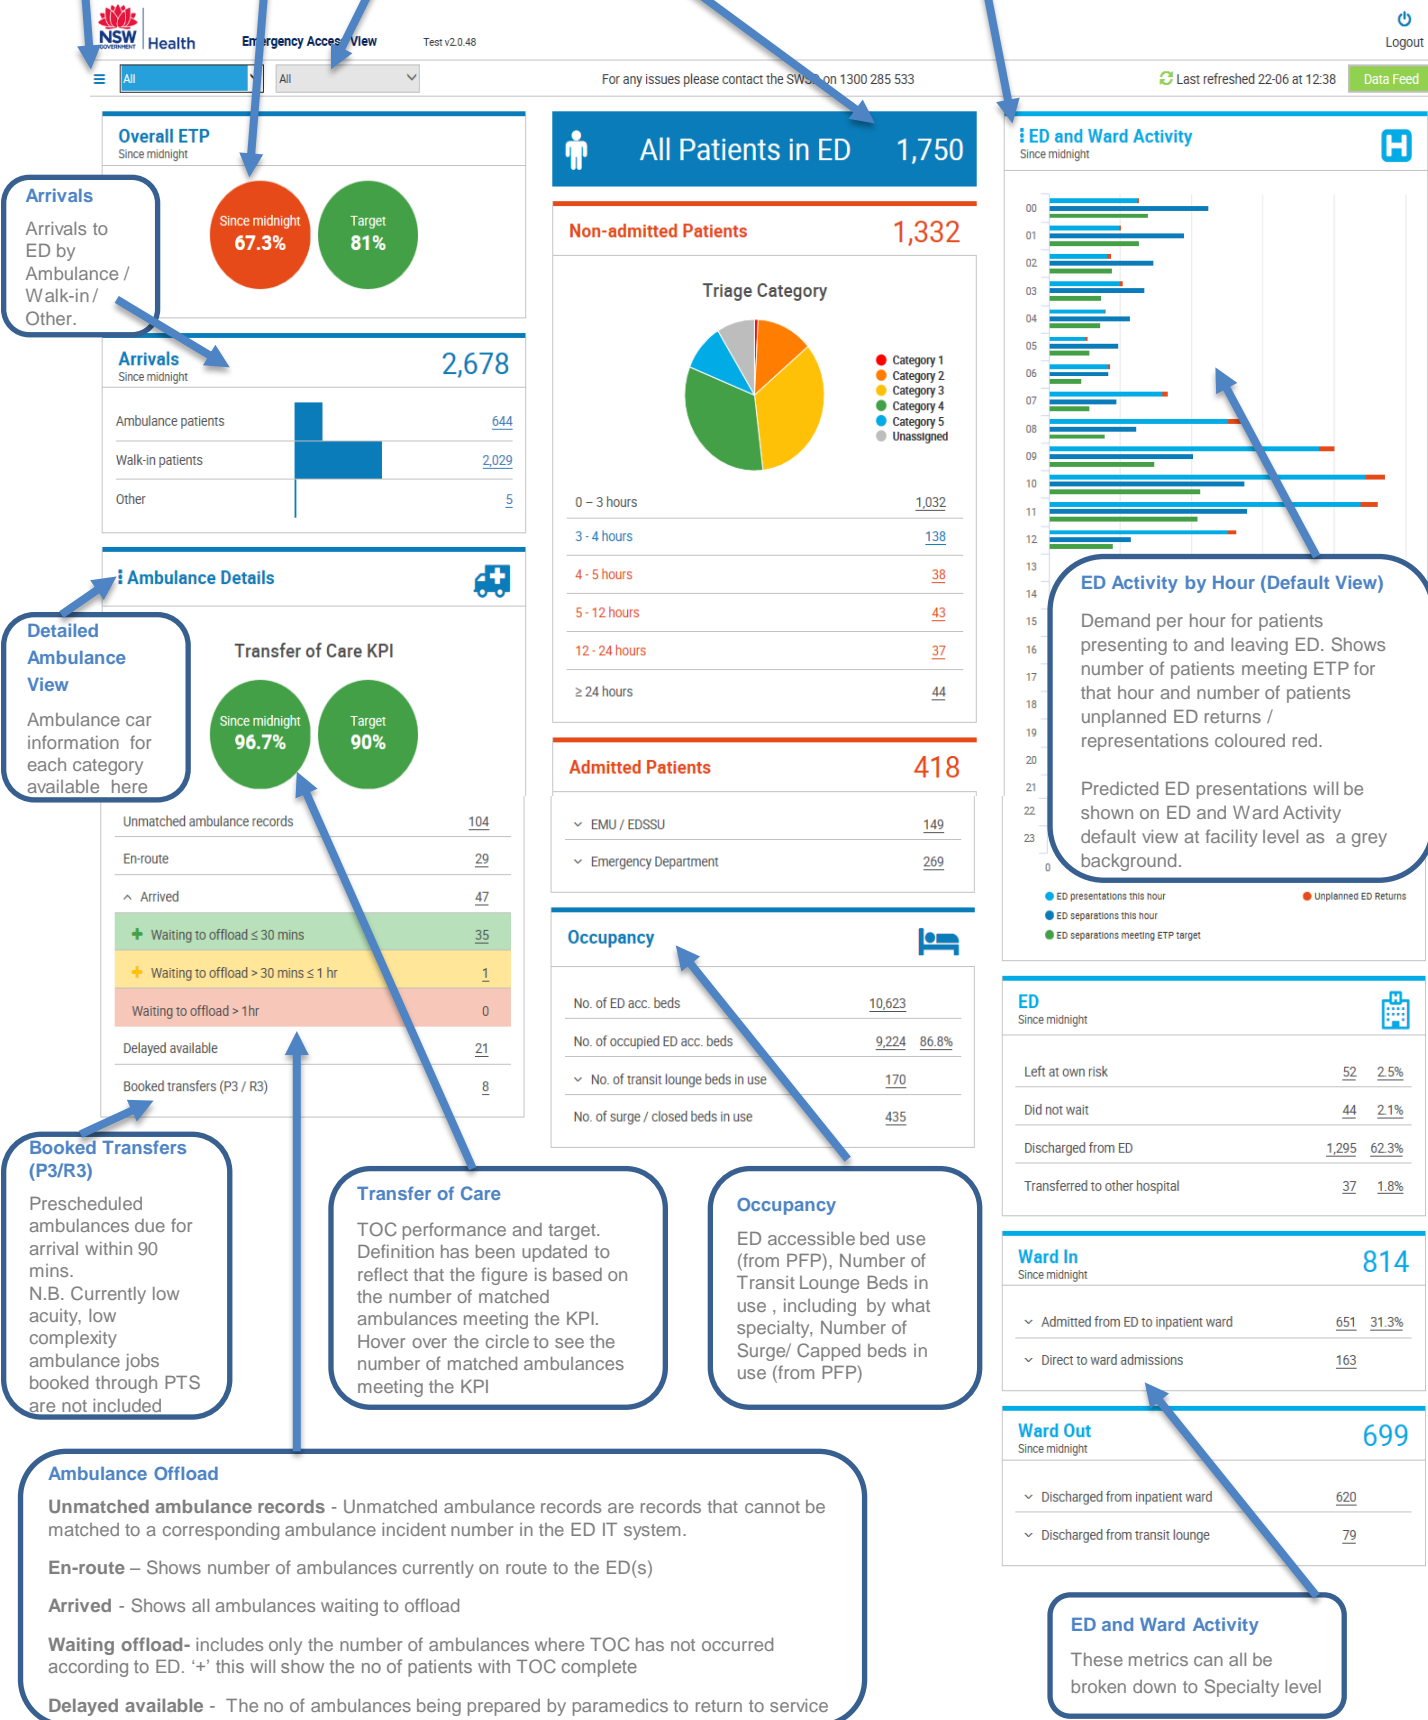 NSW
GOVERNMENT
Health
Emergency Access View
Test v2.0.48
Logout
All
All
For any issues please contact the SWSD on 1300 285 533
Last refreshed 22-06 at 12:38
Data Feed
Overall ETP
Since midnight
Since midnight
67.3%
Target
81%
Arrivals
Arrivals to
ED by
Ambulance /
Walk-in /
Other.
Arrivals
Since midnight
2,678
Ambulance patients 644
Walk-in patients 2,029
Other 5
Ambulance Details
Detailed
Ambulance
View
Ambulance car
information for
each category
available here
Transfer of Care KPI
Since midnight
96.7%
Target
90%
Unmatched ambulance records 104
En-route 29
Arrived 47
Waiting to offload ≤ 30 mins 35
Waiting to offload > 30 mins ≤ 1 hr 1
Waiting to offload > 1hr 0
Delayed available 21
Booked transfers (P3 / R3) 8
Booked Transfers
(P3/R3)
Prescheduled
ambulances due for
arrival within 90
mins.
N.B. Currently low
acuity, low
complexity
ambulance jobs
booked through PTS
are not included
All Patients in ED 1,750
Non-admitted Patients 1,332
Triage Category
Category 1
Category 2
Category 3
Category 4
Category 5
Unassigned
0 – 3 hours 1,032
3 - 4 hours 138
4 - 5 hours 38
5 - 12 hours 43
12 - 24 hours 37
≥ 24 hours 44
Admitted Patients 418
EMU / EDSSU 149
Emergency Department 269
Occupancy
No. of ED acc. beds 10,623
No. of occupied ED acc. beds 9,224 86.8%
No. of transit lounge beds in use 170
No. of surge / closed beds in use 435
Transfer of Care
TOC performance and target.
Definition has been updated to
reflect that the figure is based on
the number of matched
ambulances meeting the KPI.
Hover over the circle to see the
number of matched ambulances
meeting the KPI
Occupancy
ED accessible bed use
(from PFP), Number of
Transit Lounge Beds in
use , including by what
specialty, Number of
Surge/ Capped beds in
use (from PFP)
ED and Ward Activity
Since midnight
H
00
01
02
03
04
05
06
07
08
09
10
11
12
13
14
15
16
17
18
19
20
21
22
23
0
ED Activity by Hour (Default View)
Demand per hour for patients
presenting to and leaving ED. Shows
number of patients meeting ETP for
that hour and number of patients
unplanned ED returns /
representations coloured red.
Predicted ED presentations will be
shown on ED and Ward Activity
default view at facility level as a grey
background.
ED presentations this hour
Unplanned ED Returns
ED separations this hour
ED separations meeting ETP target
ED
Since midnight
Left at own risk 52 2.5%
Did not wait 44 2.1%
Discharged from ED 1,295 62.3%
Transferred to other hospital 37 1.8%
Ward In
Since midnight
814
Admitted from ED to inpatient ward 651 31.3%
Direct to ward admissions 163
Ward Out
Since midnight
699
Discharged from inpatient ward 620
Discharged from transit lounge 79
ED and Ward Activity
These metrics can all be
broken down to Specialty level
Ambulance Offload
Unmatched ambulance records - Unmatched ambulance records are records that cannot be
matched to a corresponding ambulance incident number in the ED IT system.
En-route – Shows number of ambulances currently on route to the ED(s)
Arrived - Shows all ambulances waiting to offload
Waiting offload- includes only the number of ambulances where TOC has not occurred
according to ED. ‘+’ this will show the no of patients with TOC complete
Delayed available - The no of ambulances being prepared by paramedics to return to service